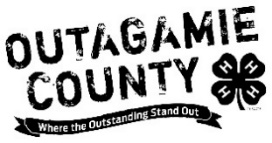 OUTAGAMIE
COUNTY
H H
H H
Where the Outstanding Stand Out